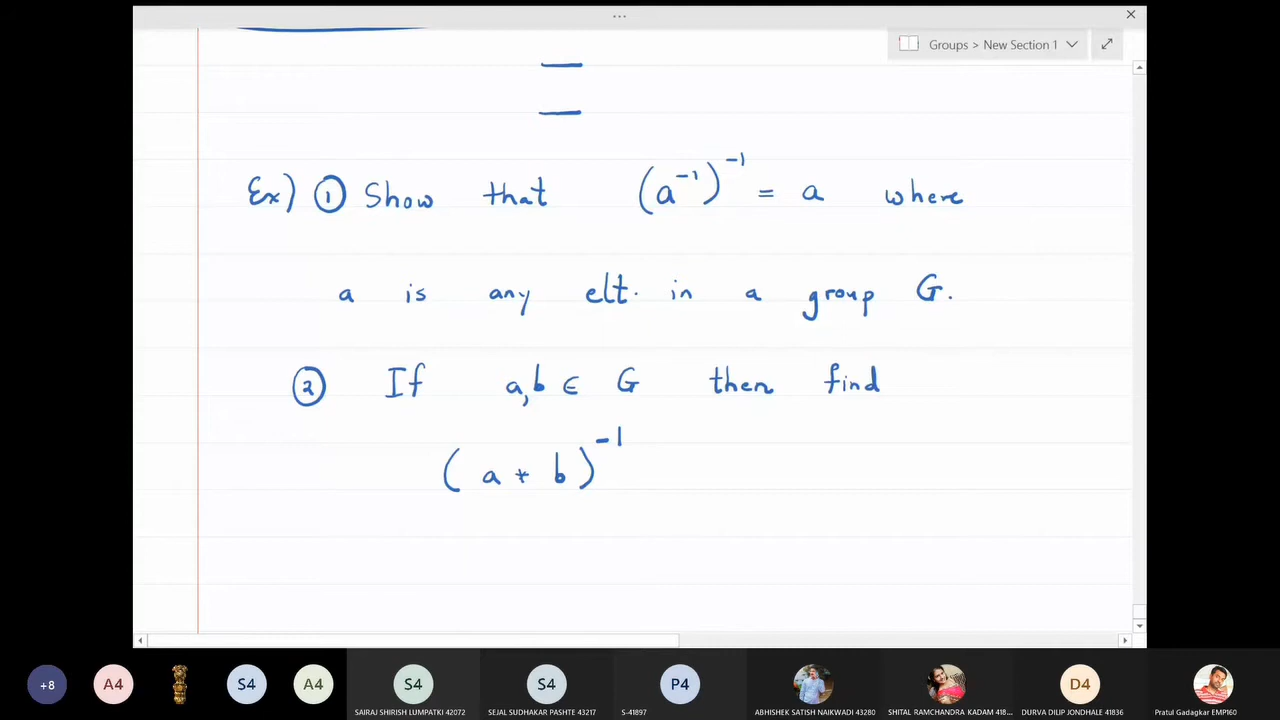 Groups > New Section 1
Ex) ① Show that (a⁻¹)⁻¹ = a where
a is any elt. in a group G.
② If a,b ∈ G then find
(a * b)⁻¹
+8
A4
S4
A4
S4
S4
P4
D4
SAIRAJ SHIRISH LUMPATKI 42072
SEJAL SUDHAKAR PASHTE 43217
S-41897
ABHISHEK SATISH NAIKWADI 43280
SHITAL RAMCHANDRA KADAM 418...
DURVA DILIP JONDHALE 41836
Pratul Gadagkar EMP160